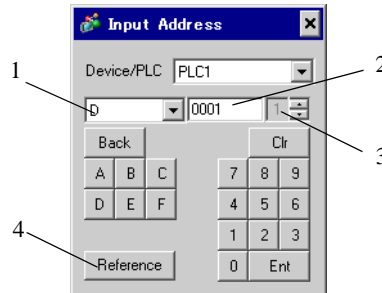 Input Address
1
Device/PLC PLC1
2
D 0001 1
3
Back Clr
A B C 7 8 9
D E F 4 5 6
1 2 3
4
Reference 0 Ent